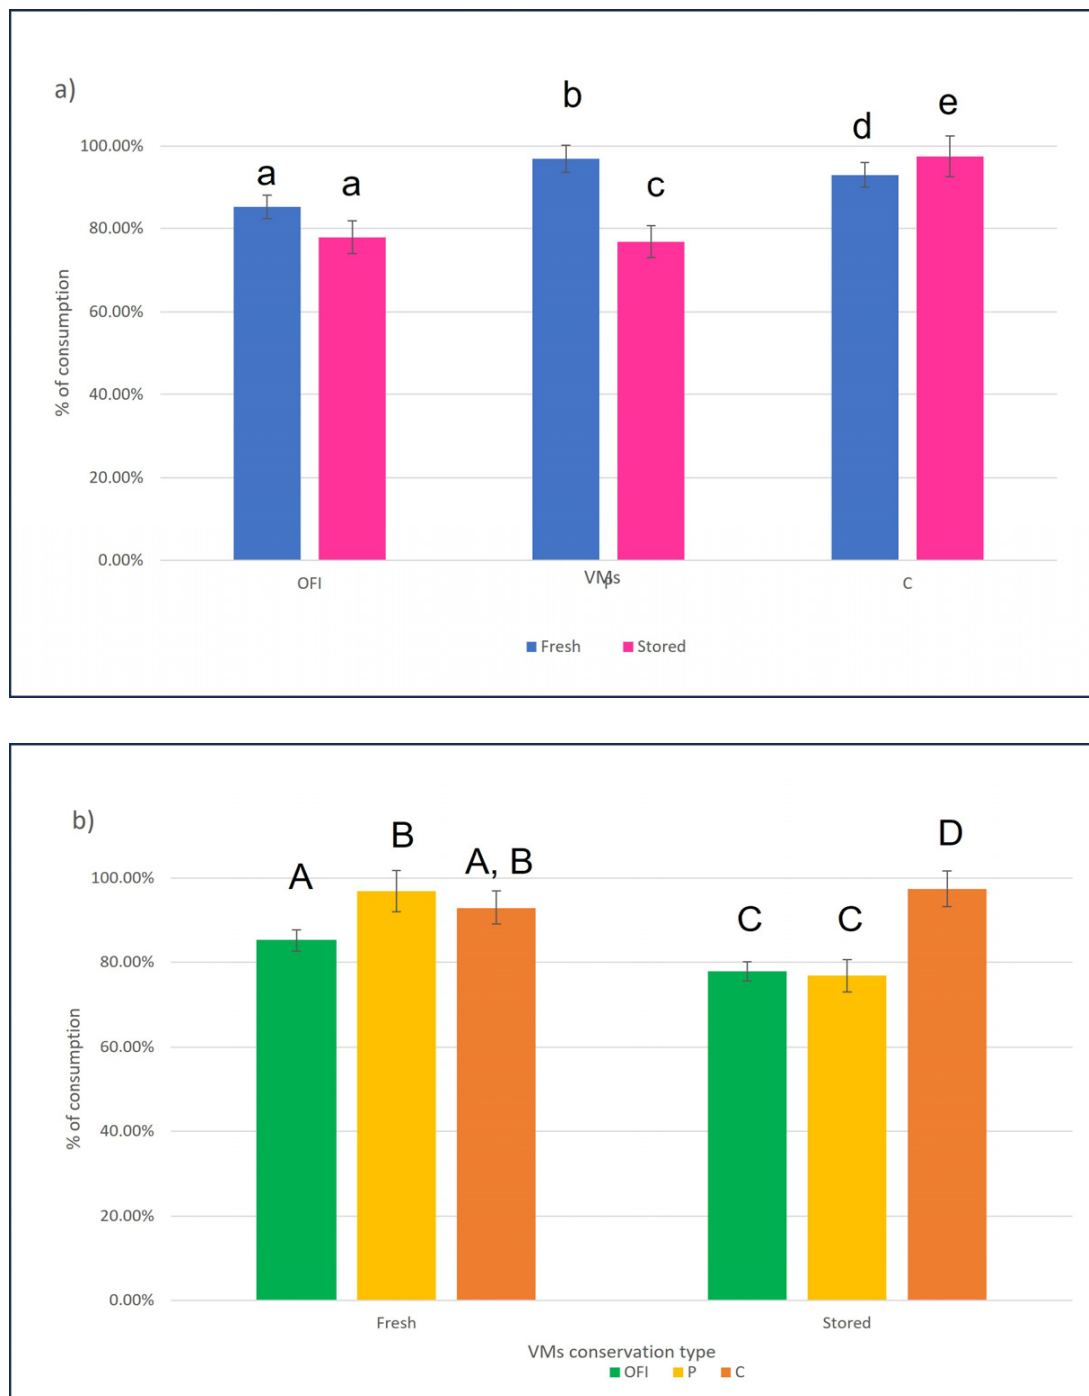 a)
b
e
d
a
a
c
100.00%
80.00%
60.00%
40.00%
20.00%
0.00%
% of consumption
OFI
P
C
VMs
Fresh
Stored
b)
A
B
A, B
C
C
D
100.00%
80.00%
60.00%
40.00%
20.00%
0.00%
% of consumption
Fresh
Stored
VMs conservation type
OFI
P
C